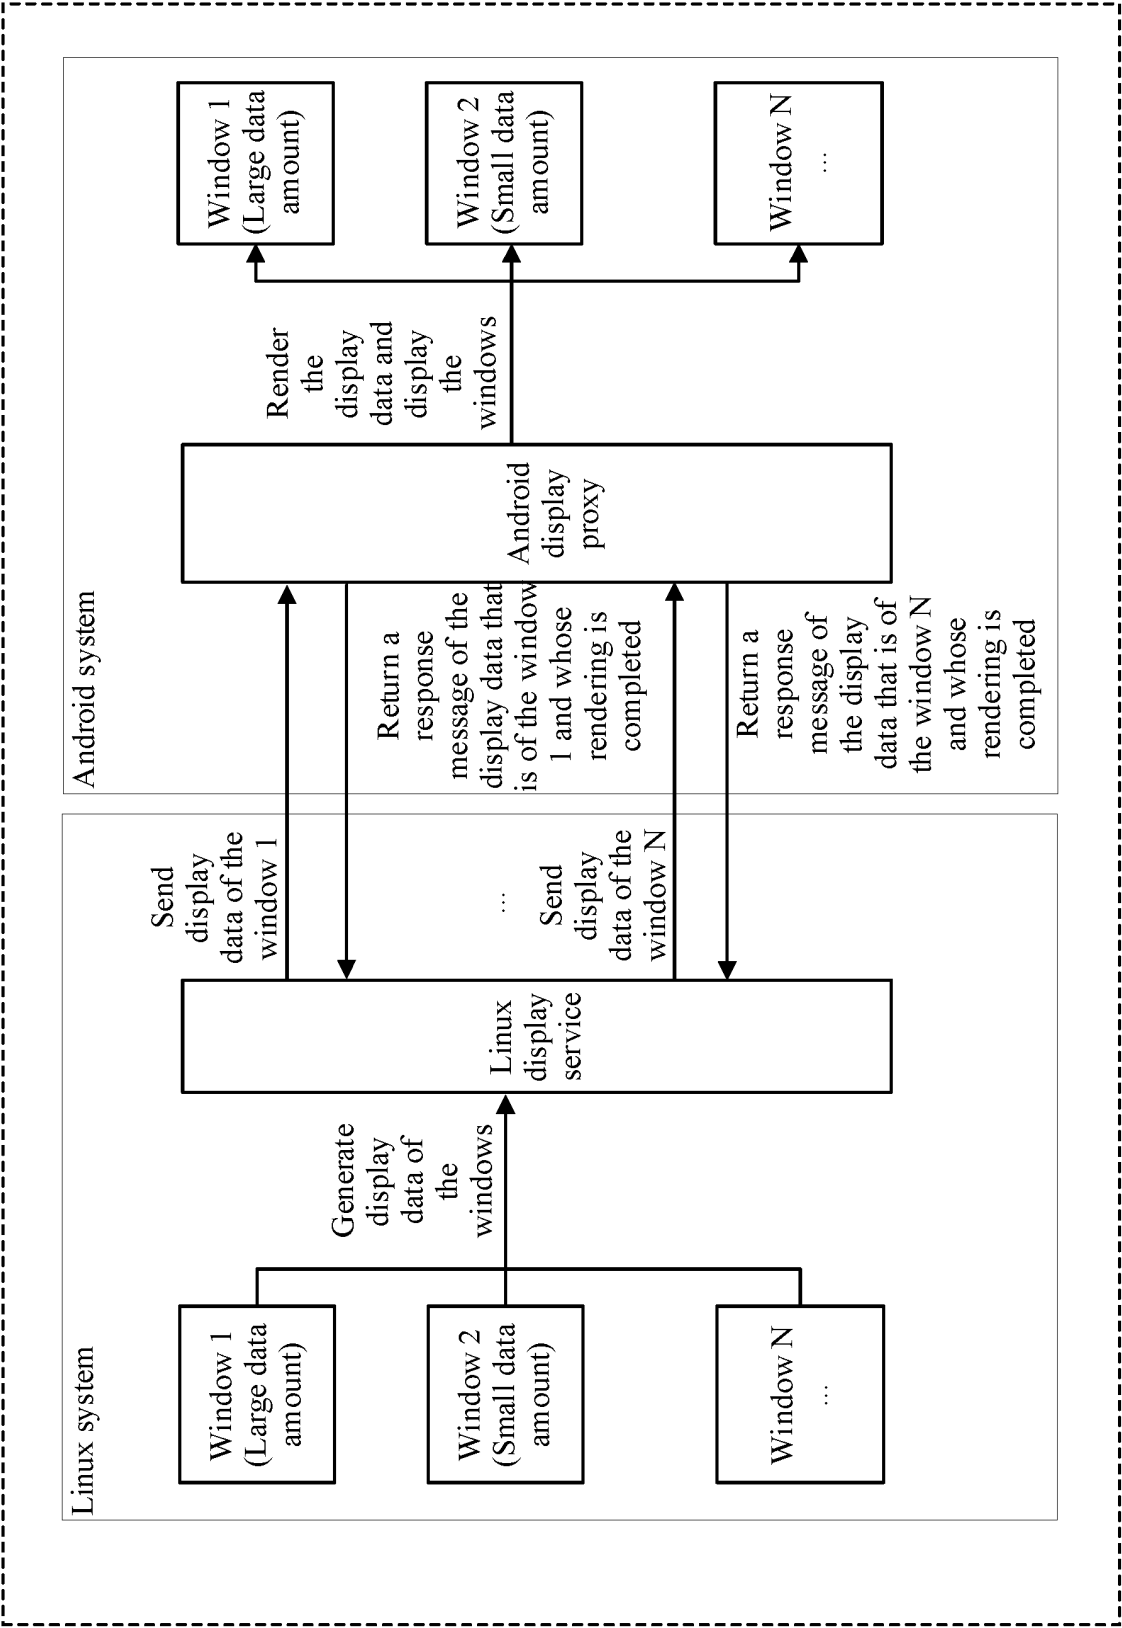 Linux system
Window 1
(Large data
amount)
Window 2
(Small data
amount)
Window N
...
Generate
display
data of
the
windows
Linux
display
service
Send
display
data of the
window 1
...
Send
display
data of the
window N
Android system
Return a
response
message of the
display data that
is of the window
1 and whose
rendering is
completed
Return a
response
message of
the display
data that is of
the window N
and whose
rendering is
completed
Android
display
proxy
Render
the
display
data and
display
the
windows
Window 1
(Large data
amount)
Window 2
(Small data
amount)
Window N
...